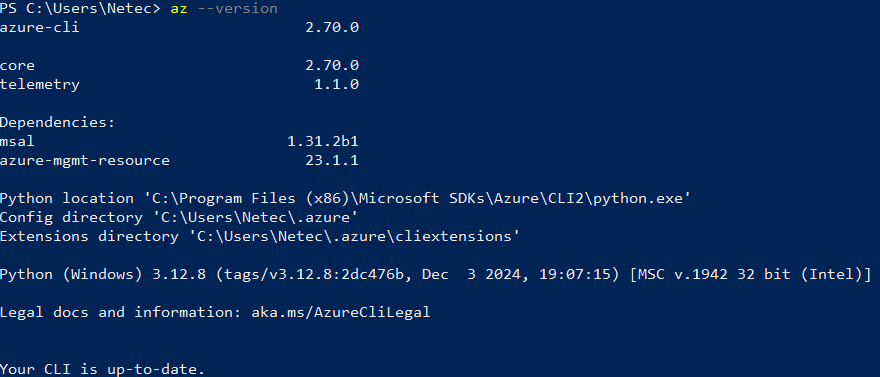 PS C:\Users\Netec> az --version
azure-cli                         2.70.0
core                              2.70.0
telemetry                          1.1.0
Dependencies:
msal                            1.31.2b1
azure-mgmt-resource               23.1.1
Python location 'C:\Program Files (x86)\Microsoft SDKs\Azure\CLI2\python.exe'
Config directory 'C:\Users\Netec\.azure'
Extensions directory 'C:\Users\Netec\.azure\cliextensions'
Python (Windows) 3.12.8 (tags/v3.12.8:2dc476b, Dec  3 2024, 19:07:15) [MSC v.1942 32 bit (Intel)]
Legal docs and information: aka.ms/AzureCliLegal
Your CLI is up-to-date.